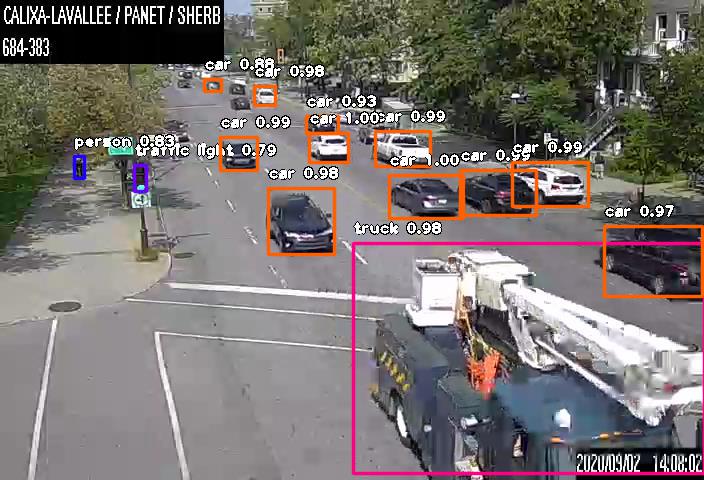 CALIXA-LAVALLEE / PANET / SHERB
684-383
car 0.88
car 0.98
car 0.93
car 0.99
car 1.00
car 0.99
person 0.83
traffic light 0.79
car 0.99
car 1.00
car 0.99
car 0.98
car 0.97
truck 0.98
2020/09/02 14:08:02